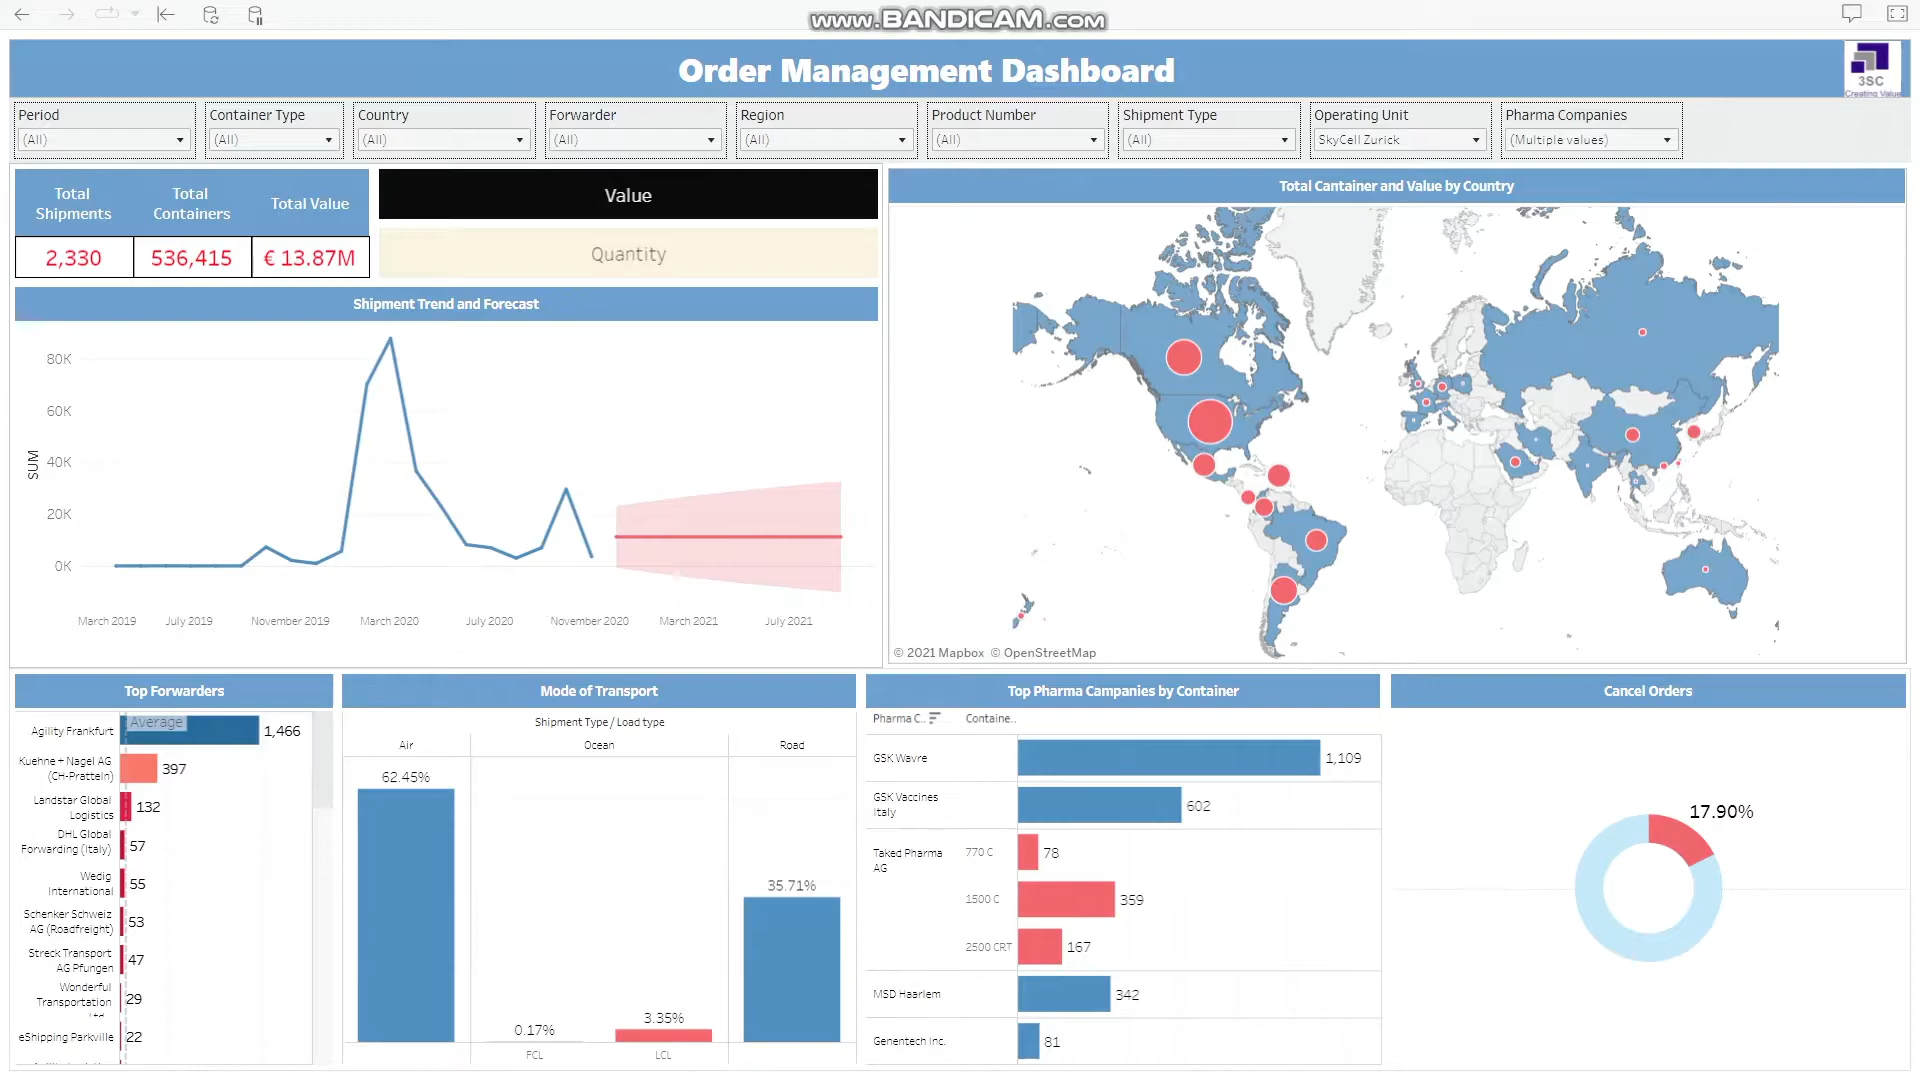 www.BANDICAM.com
Order Management Dashboard
3SC
Creating Value
Period
Container Type
Country
Forwarder
Region
Product Number
Shipment Type
Operating Unit
Pharma Companies
(All)
(All)
(All)
(All)
(All)
(All)
(All)
SkyCell Zurick
(Multiple values)
Total Shipments
Total Containers
Total Value
2,330
536,415
€ 13.87M
Value
Quantity
Shipment Trend and Forecast
SUM
80K
60K
40K
20K
0K
March 2019
July 2019
November 2019
March 2020
July 2020
November 2020
March 2021
July 2021
Total Cantainer and Value by Country
© 2021 Mapbox © OpenStreetMap
Top Forwarders
Average
Agility Frankfurt
1,466
Kuehne + Nagel AG
(CH-Pratteln)
397
Landstar Global
Logistics
132
DHL Global
Forwarding (Italy)
57
Wedig
International
55
Schenker Schweiz
AG (Roadfreight)
53
Streck Transport
AG Pfungen
47
Wonderful
Transportation
29
eShipping Parkville
22
Mode of Transport
Shipment Type / Load type
Air
Ocean
Road
62.45%
0.17%
3.35%
35.71%
FCL
LCL
Top Pharma Campanies by Container
Pharma C..
Containe..
GSK Wavre
1,109
GSK Vaccines
Italy
602
Taked Pharma
AG
770 C
78
1500 C
359
2500 CRT
167
MSD Haarlem
342
Genentech Inc.
81
Cancel Orders
17.90%